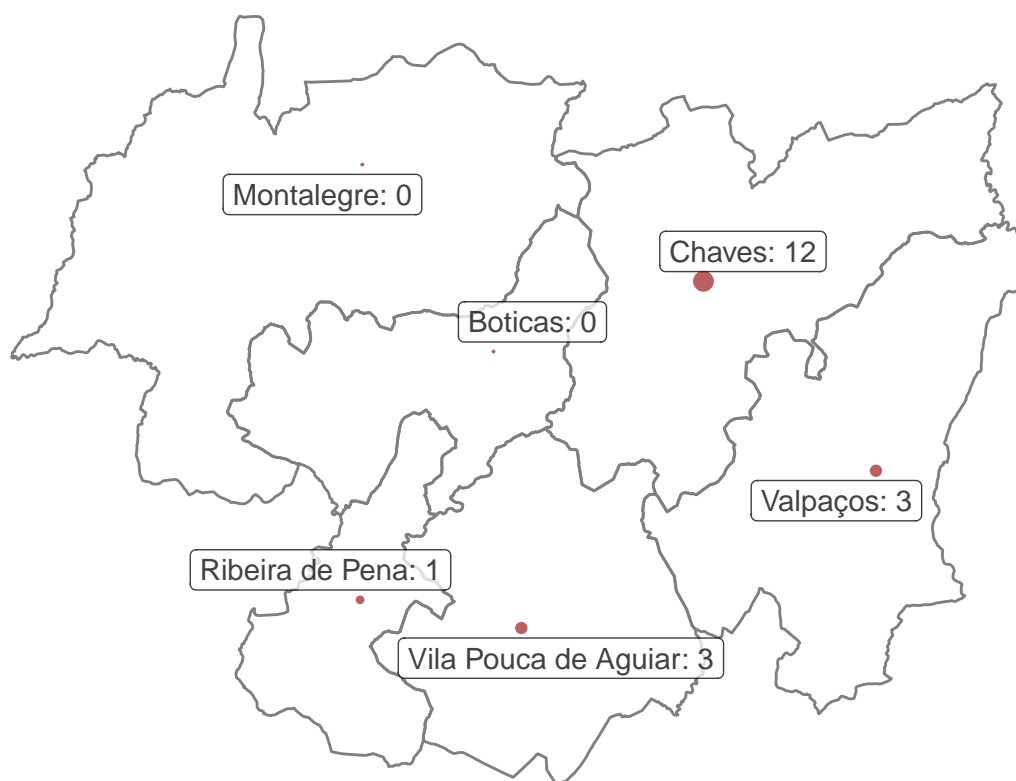 Montalegre: 0
Chaves: 12
Boticas: 0
Valpaços: 3
Ribeira de Pena: 1
Vila Pouca de Aguiar: 3